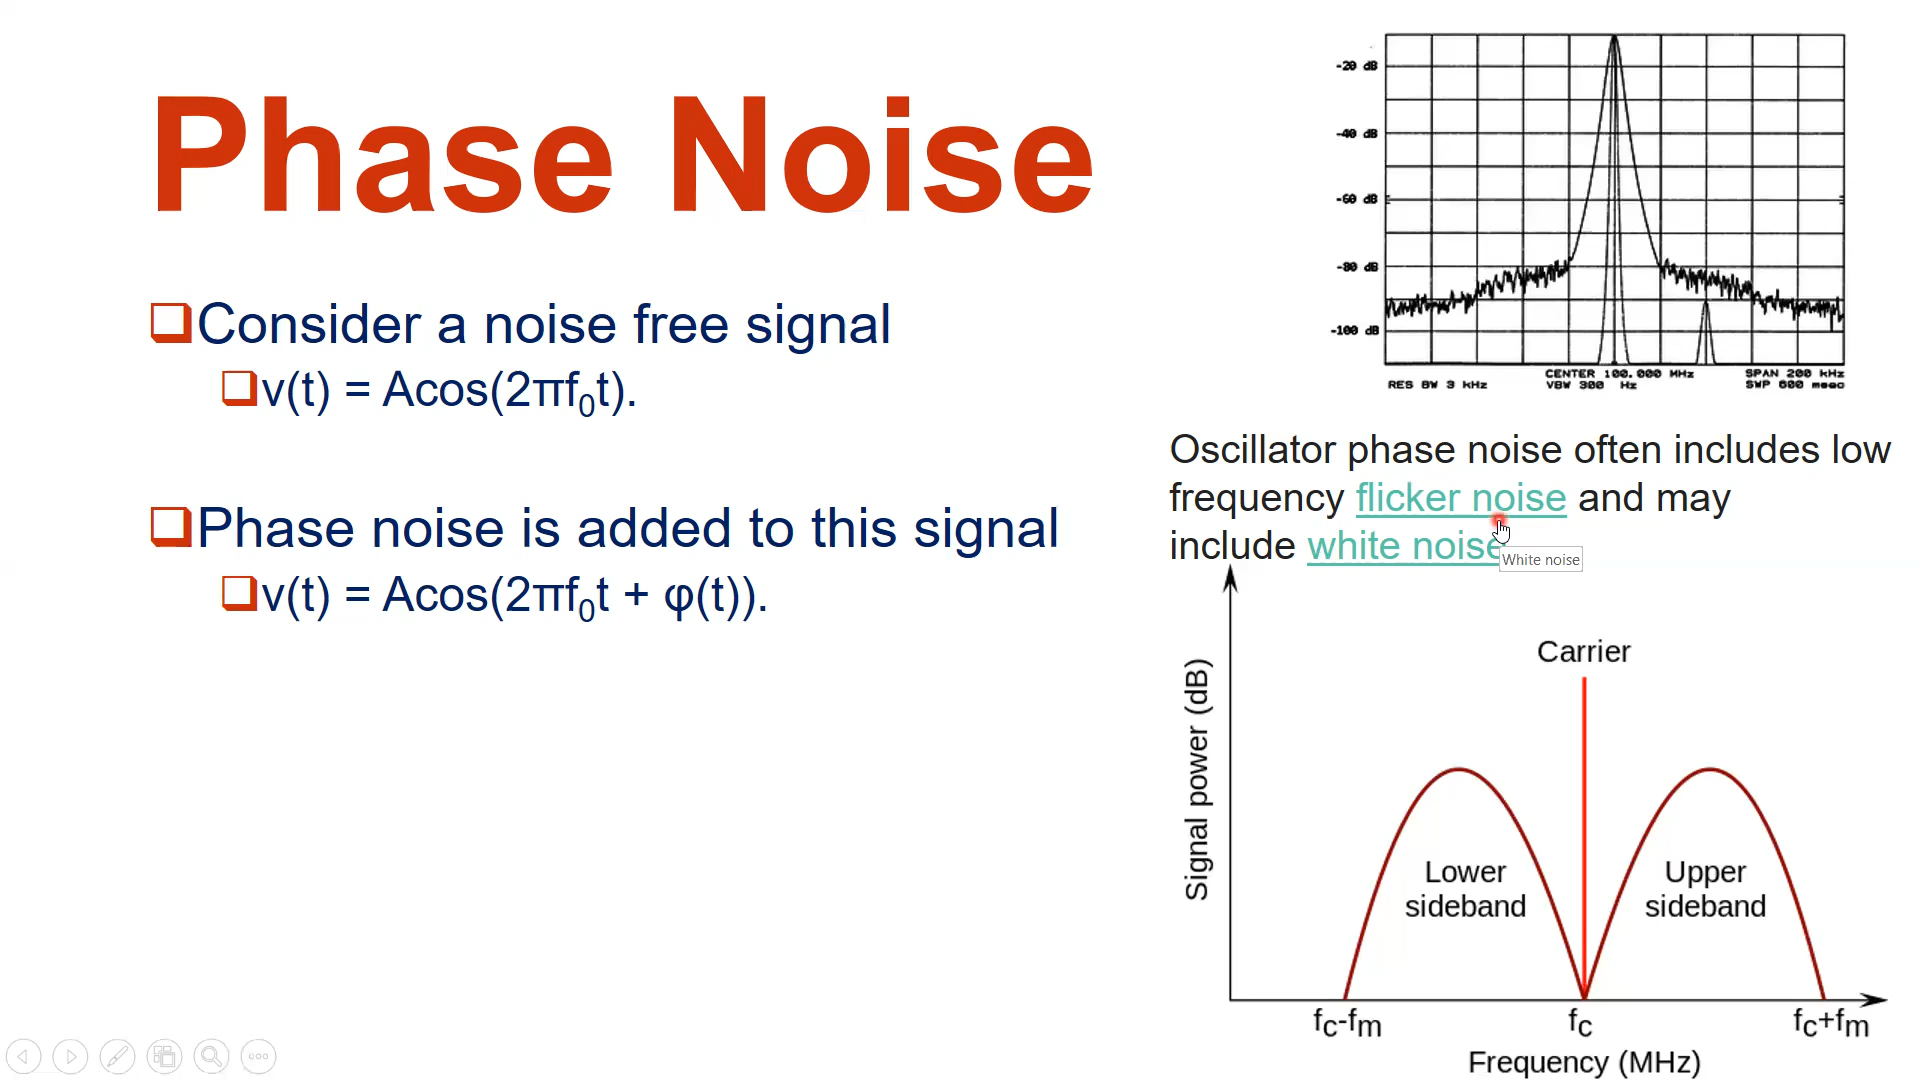 Phase Noise
❑Consider a noise free signal
❑v(t) = Acos(2πf₀t).
❑Phase noise is added to this signal
❑v(t) = Acos(2πf₀t + φ(t)).
-20 dB
-40 dB
-60 dB
-80 dB
-100 dB
CENTER 100.000 MHz
SPAN 200 kHz
RES BW 3 kHz
VBW 300 Hz
SWP 600 msec
Oscillator phase noise often includes low
frequency flicker noise and may
include white noise
White noise
Signal power (dB)
Carrier
Lower
sideband
Upper
sideband
fc-fm
fc
fc+fm
Frequency (MHz)